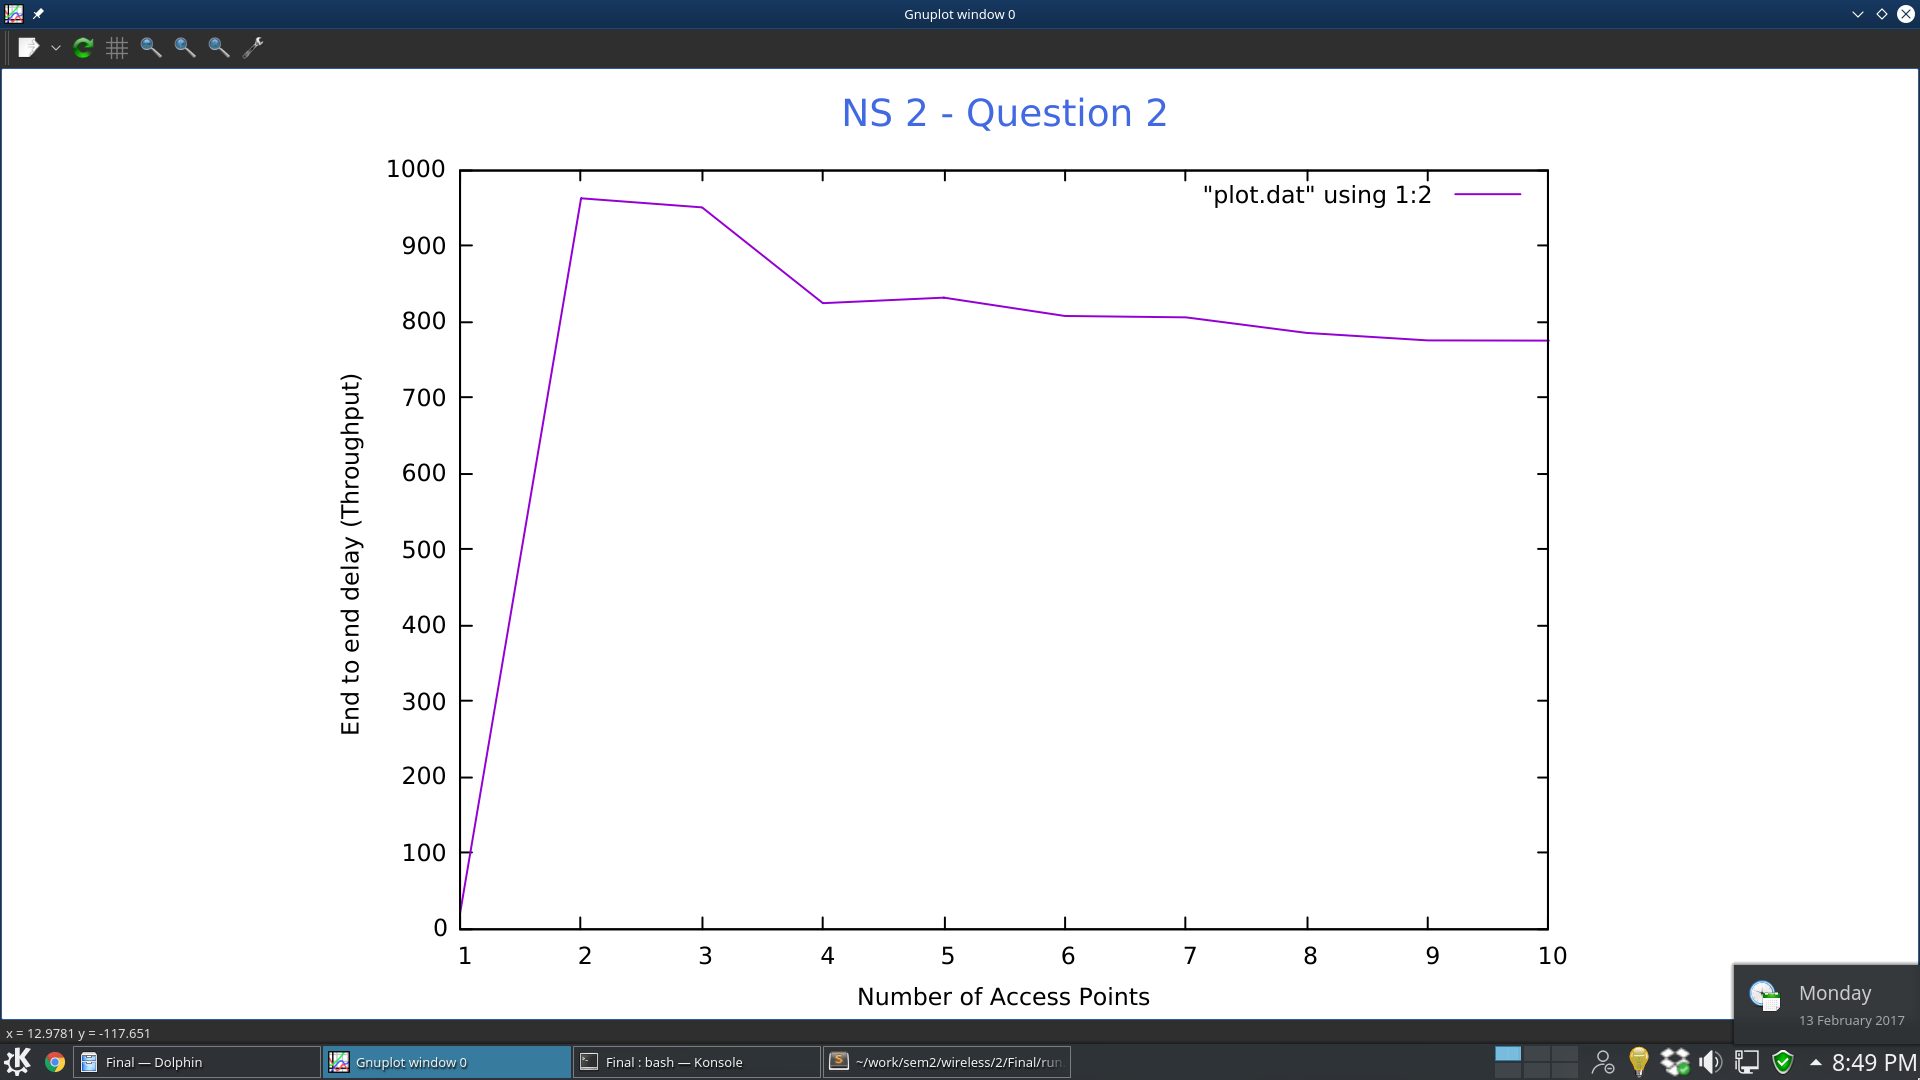 Gnuplot window 0
NS 2 - Question 2
"plot.dat" using 1:2
1000
900
800
700
600
500
400
300
200
100
0
End to end delay (Throughput)
1 2 3 4 5 6 7 8 9 10
Number of Access Points
Monday
13 February 2017
x = 12.9781 y = -117.651
Final — Dolphin
Gnuplot window 0
Final : bash — Konsole
~/work/sem2/wireless/2/Final/run
8:49 PM